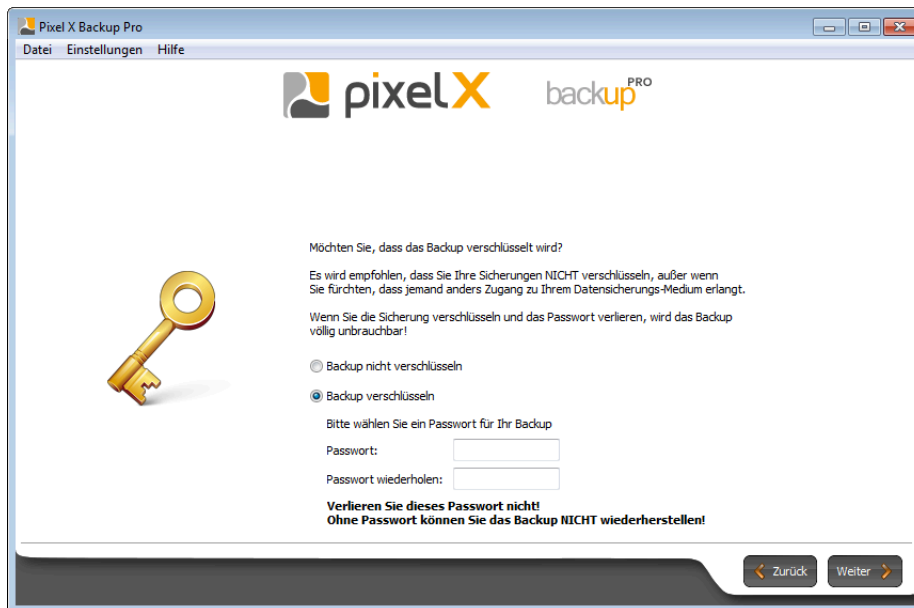 Pixel X Backup Pro
Datei Einstellungen Hilfe
pixelX backup PRO
Möchten Sie, dass das Backup verschlüsselt wird?
Es wird empfohlen, dass Sie Ihre Sicherungen NICHT verschlüsseln, außer wenn
Sie fürchten, dass jemand anders Zugang zu Ihrem Datensicherungs-Medium erlangt.
Wenn Sie die Sicherung verschlüsseln und das Passwort verlieren, wird das Backup
völlig unbrauchbar!
Backup nicht verschlüsseln
Backup verschlüsseln
Bitte wählen Sie ein Passwort für Ihr Backup
Passwort:
Passwort wiederholen:
Verlieren Sie dieses Passwort nicht!
Ohne Passwort können Sie das Backup NICHT wiederherstellen!
Zurück Weiter